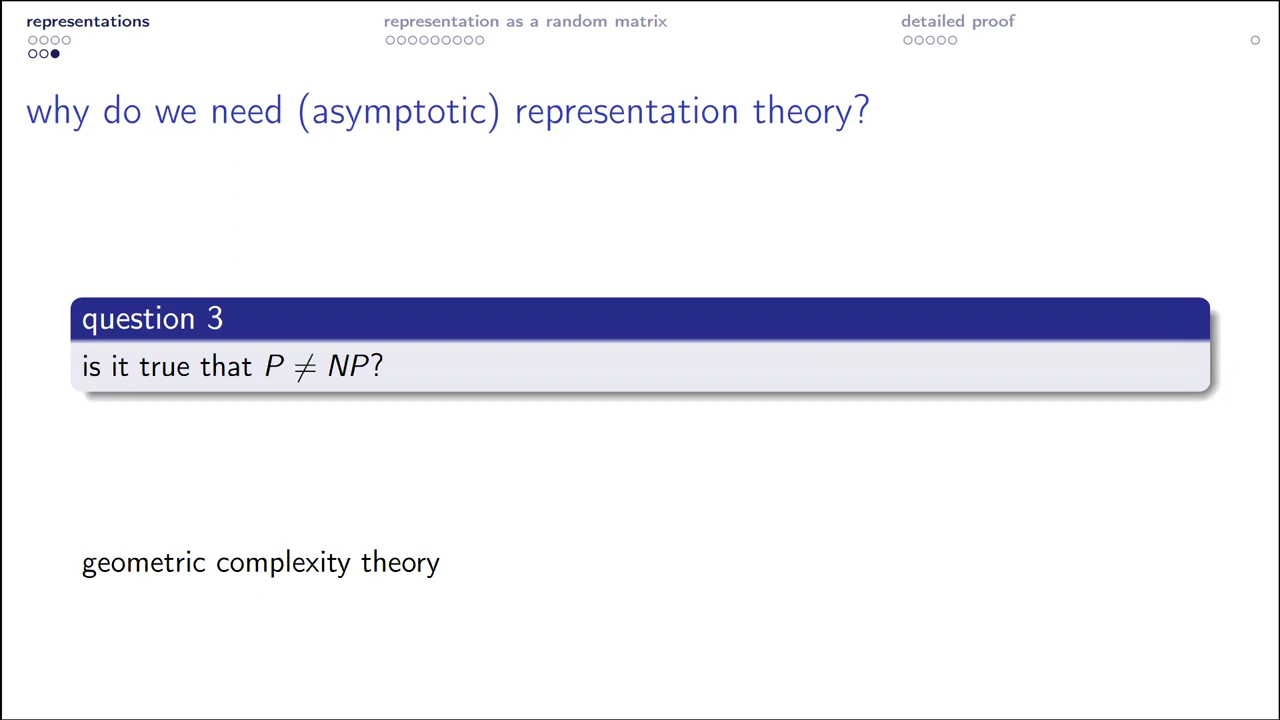 representations
representation as a random matrix
detailed proof
why do we need (asymptotic) representation theory?
question 3
is it true that P ≠ NP?
geometric complexity theory